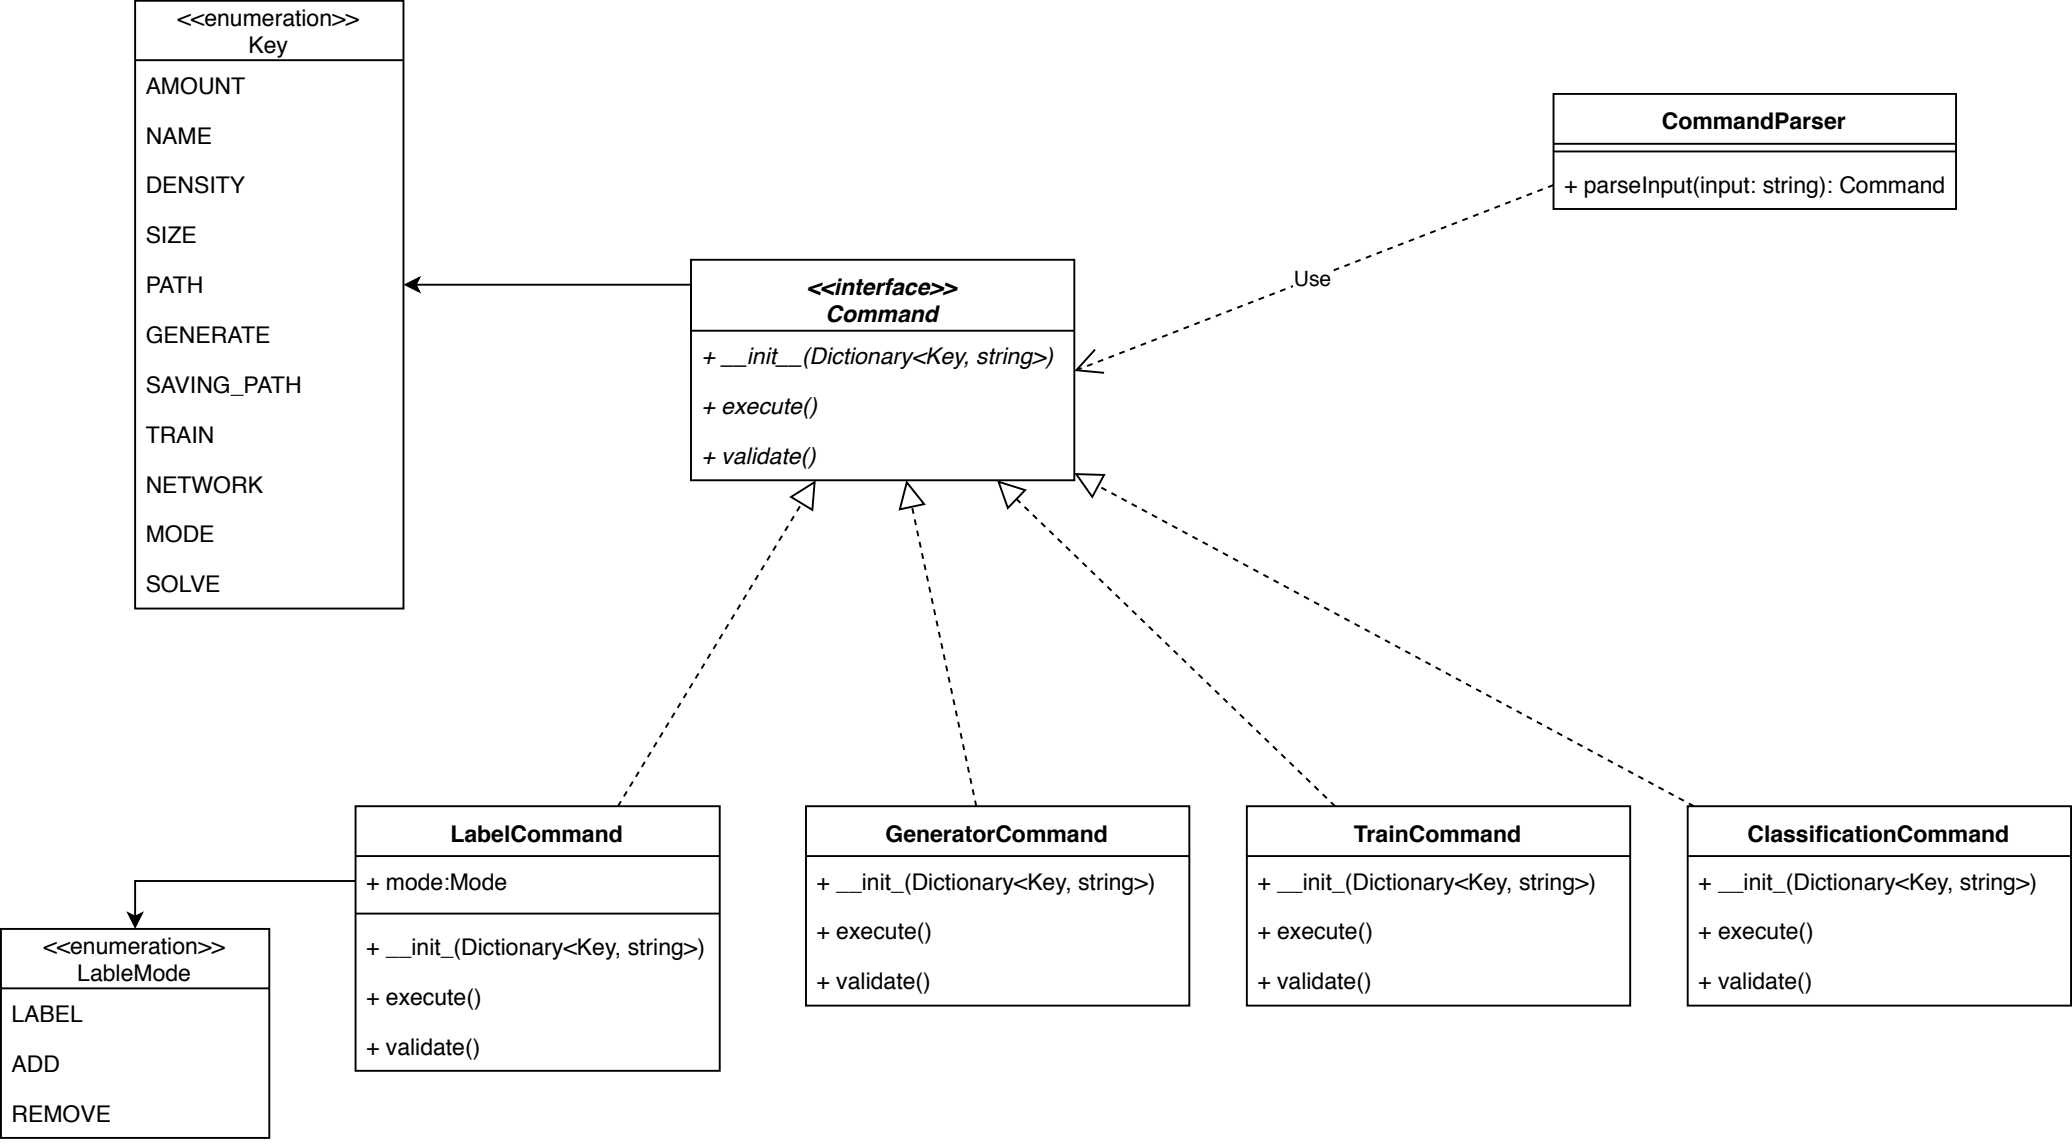 <<enumeration>>
Key
AMOUNT
NAME
DENSITY
SIZE
PATH
GENERATE
SAVING_PATH
TRAIN
NETWORK
MODE
SOLVE
CommandParser
+ parseInput(input: string): Command
Use
<<interface>>
Command
+ __init__(Dictionary<Key, string>)
+ execute()
+ validate()
LabelCommand
+ mode:Mode
+ __init_(Dictionary<Key, string>)
+ execute()
+ validate()
GeneratorCommand
+ __init_(Dictionary<Key, string>)
+ execute()
+ validate()
TrainCommand
+ __init_(Dictionary<Key, string>)
+ execute()
+ validate()
ClassificationCommand
+ __init_(Dictionary<Key, string>)
+ execute()
+ validate()
<<enumeration>>
LableMode
LABEL
ADD
REMOVE